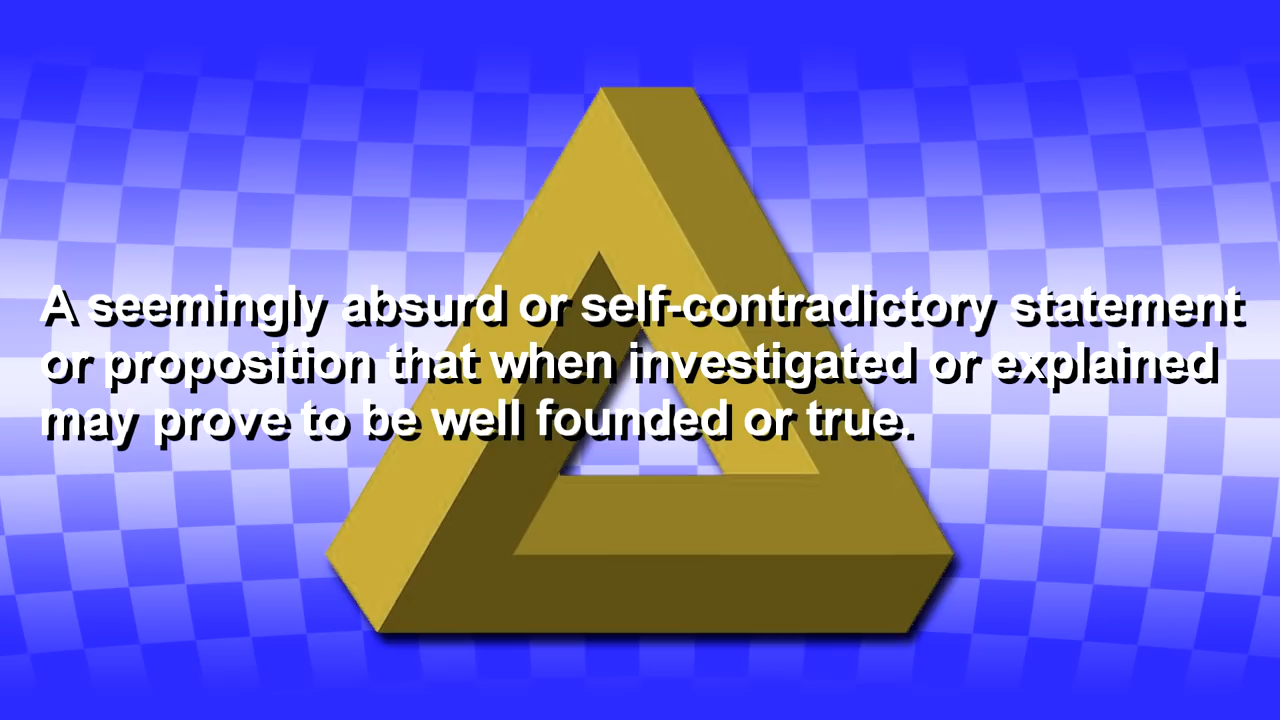 A seemingly absurd or self-contradictory statement
or proposition that when investigated or explained
may prove to be well founded or true.